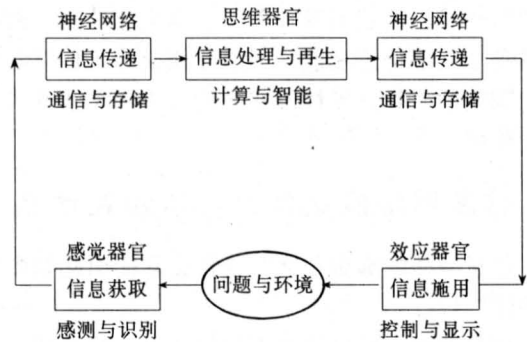 神经网络
思维器官
神经网络
信息传递
信息处理与再生
信息传递
通信与存储
计算与智能
通信与存储
感觉器官
效应器官
信息获取
问题与环境
信息施用
感测与识别
控制与显示